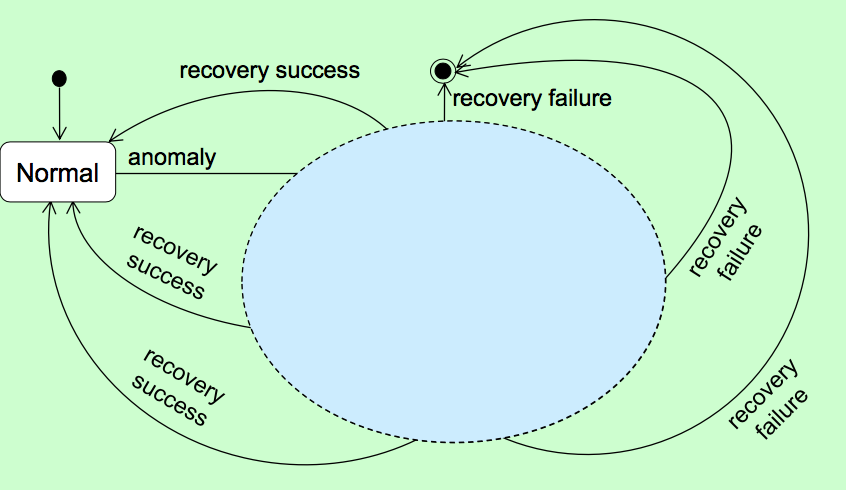 recovery success
recovery failure
anomaly
Normal
recovery
success
recovery
failure
recovery
success
recovery
failure